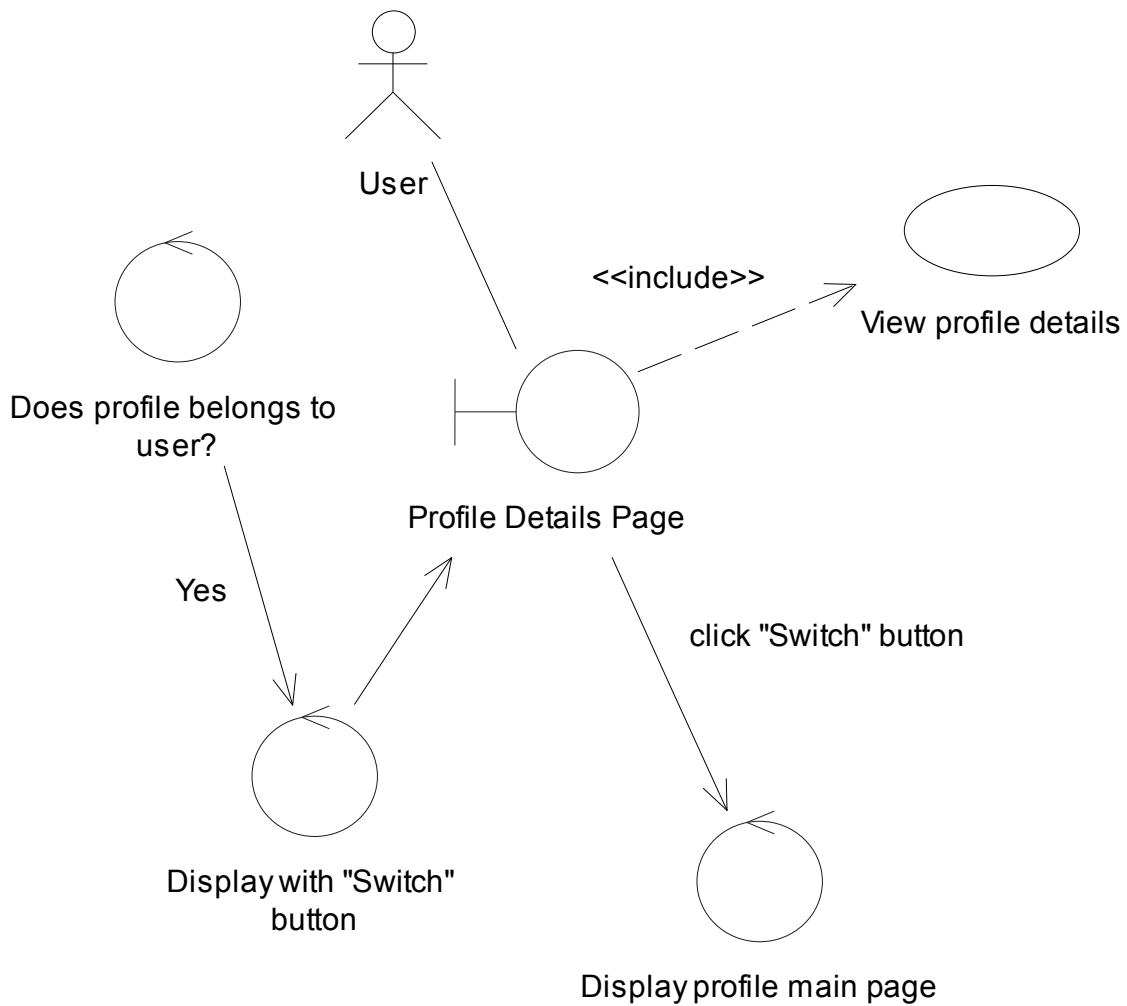 User
<<include>>
View profile details
Does profile belongs to
user?
Profile Details Page
Yes
click "Switch" button
Display with "Switch"
button
Display profile main page